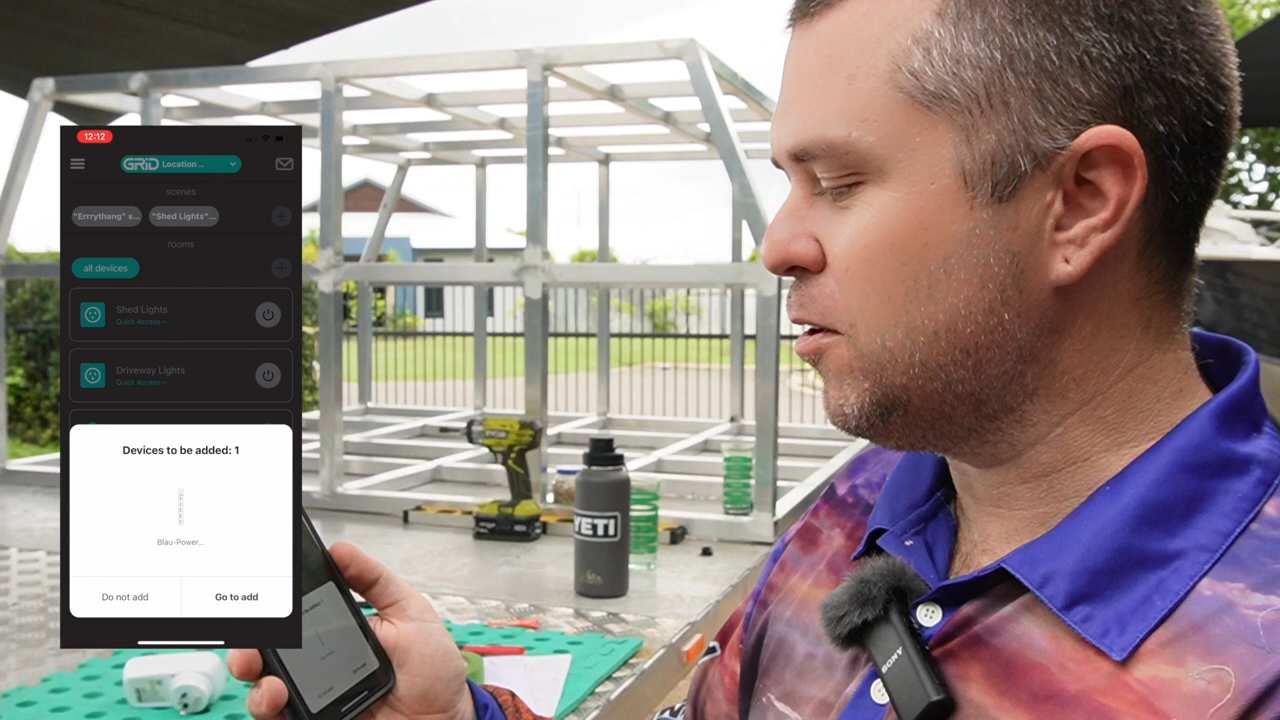 12:12
GRiD Location ..
scenes
"Errrythang" s...
"Shed Lights"...
rooms
all devices
Shed Lights
Quick Access
Driveway Lights
Quick Access
Devices to be added: 1
Blau-Power...
Do not add
Go to add
YETI
SONY